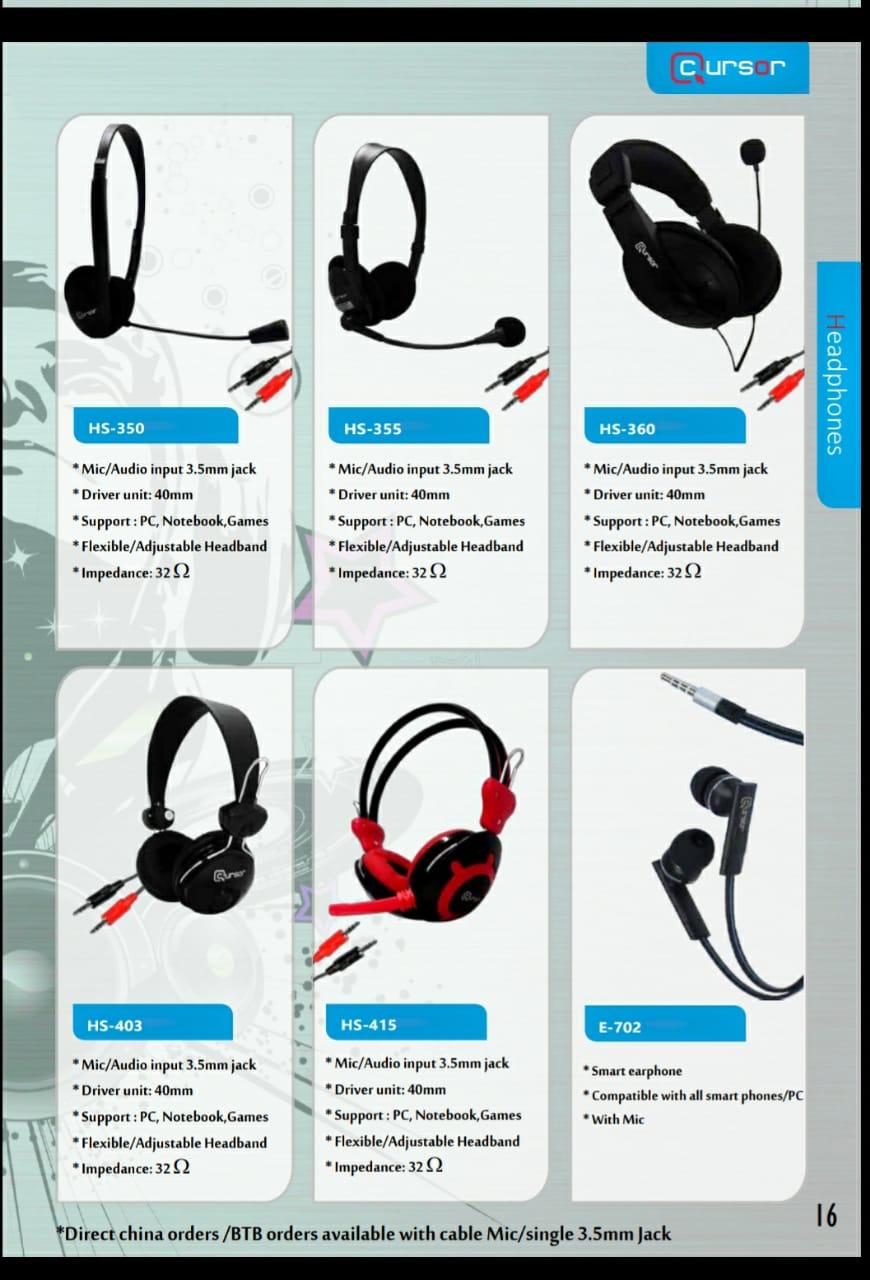 Cursor
Headphones
HS-350
* Mic/Audio input 3.5mm jack
* Driver unit: 40mm
* Support : PC, Notebook,Games
* Flexible/Adjustable Headband
* Impedance: 32 Ω
HS-355
* Mic/Audio input 3.5mm jack
* Driver unit: 40mm
* Support : PC, Notebook,Games
* Flexible/Adjustable Headband
* Impedance: 32 Ω
HS-360
* Mic/Audio input 3.5mm jack
* Driver unit: 40mm
* Support : PC, Notebook,Games
* Flexible/Adjustable Headband
* Impedance: 32 Ω
HS-403
* Mic/Audio input 3.5mm jack
* Driver unit: 40mm
* Support : PC, Notebook,Games
* Flexible/Adjustable Headband
* Impedance: 32 Ω
HS-415
* Mic/Audio input 3.5mm jack
* Driver unit: 40mm
* Support : PC, Notebook,Games
* Flexible/Adjustable Headband
* Impedance: 32 Ω
E-702
* Smart earphone
* Compatible with all smart phones/PC
* With Mic
*Direct china orders /BTB orders available with cable Mic/single 3.5mm Jack
16